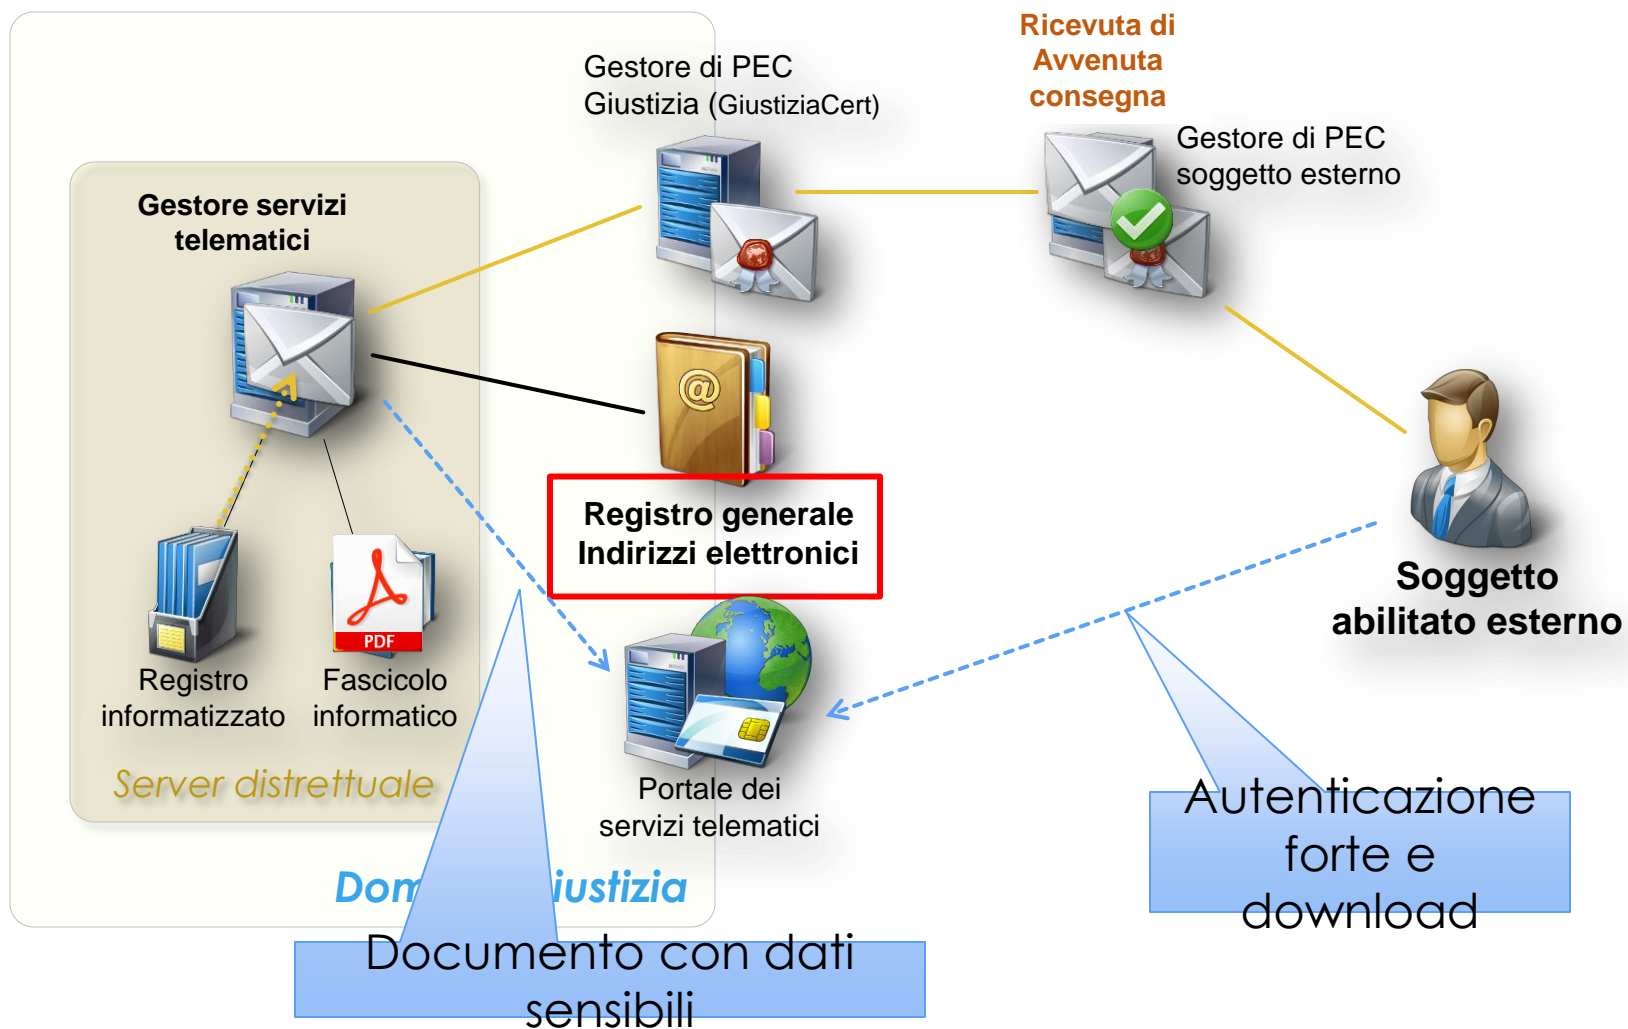 Ricevuta di
Avvenuta
consegna
Gestore di PEC
Giustizia (GiustiziaCert)
Gestore di PEC
soggetto esterno
Gestore servizi
telematici
@
Registro generale
Indirizzi elettronici
Soggetto
abilitato esterno
PDF
Registro
informatizzato
Fascicolo
informatico
Server distrettuale
Portale dei
servizi telematici
Autenticazione
forte e
download
Dom iustizia
Documento con dati
sensibili